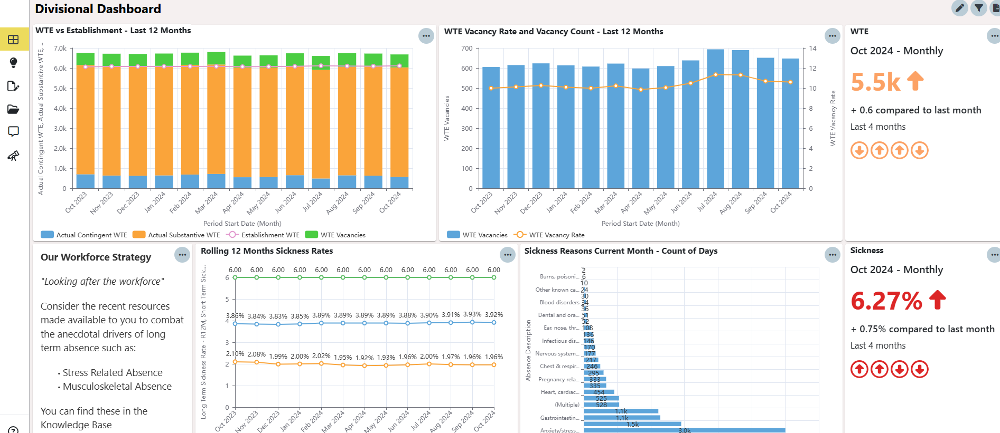 Divisional Dashboard
WTE vs Establishment - Last 12 Months
Actual Contingent WTE, Actual Substantive WTE, ..
7.0k
6.0k
5.0k
4.0k
3.0k
2.0k
1.0k
0
Oct 2023
Nov 2023
Dec 2023
Jan 2024
Feb 2024
Mar 2024
Apr 2024
May 2024
Jun 2024
Jul 2024
Aug 2024
Sep 2024
Oct 2024
Period Start Date (Month)
Actual Contingent WTE Actual Substantive WTE Establishment WTE WTE Vacancies
WTE Vacancy Rate and Vacancy Count - Last 12 Months
WTE Vacancies
700
600
500
400
300
200
100
0
14
12
10
8
6
4
2
0
WTE Vacancy Rate
Oct 2023
Nov 2023
Dec 2023
Jan 2024
Feb 2024
Mar 2024
Apr 2024
May 2024
Jun 2024
Jul 2024
Aug 2024
Sep 2024
Oct 2024
Period Start Date (Month)
WTE Vacancies WTE Vacancy Rate
WTE
Oct 2024 - Monthly
5.5k
+ 0.6 compared to last month
Last 4 months
Our Workforce Strategy
"Looking after the workforce"
Consider the recent resources
made available to you to combat
the anecdotal drivers of long
term absence such as:
• Stress Related Absence
• Musculoskeletal Absence
You can find these in the
Knowledge Base
Rolling 12 Months Sickness Rates
Long Term Sickness Rate - R12M, Short Term Sick...
6
5
4
3
2
1
0
6.00 6.00 6.00 6.00 6.00 6.00 6.00 6.00 6.00 6.00 6.00 6.00 6.00
3.86% 3.84% 3.83% 3.85% 3.89% 3.89% 3.89% 3.89% 3.88% 3.90% 3.91% 3.93% 3.92%
2.10% 2.08% 1.99% 2.00% 2.02% 1.95% 1.92% 1.93% 1.96% 2.00% 1.97% 1.96% 1.96%
Oct 2023
Nov 2023
Dec 2023
Jan 2024
Feb 2024
Mar 2024
Apr 2024
May 2024
Jun 2024
Jul 2024
Aug 2024
Sep 2024
Oct 2024
Sickness Reasons Current Month - Count of Days
Absence Description
2
Burns, poisoni... 6
10
Other known ca... 24
30
Blood disorders 34
36
Dental and ora... 51
52
Ear, nose, thr... 108
136
Infectious dis... 146
170
Nervous system... 177
217
Chest & respir... 246
295
Pregnancy rela... 333
335
Heart, cardiac... 454
525
(Multiple) 528
1.1k
Gastrointestin... 1.1k
1.5k
Anxiety/stress... 3.0k
Sickness
Oct 2024 - Monthly
6.27%
+ 0.75% compared to last month
Last 4 months